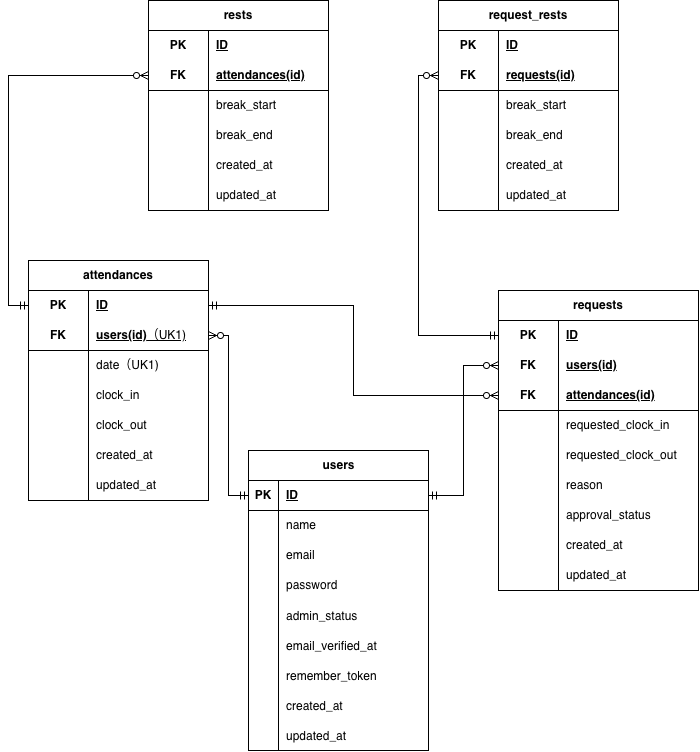 rests
PK ID
FK attendances(id)
break_start
break_end
created_at
updated_at
request_rests
PK ID
FK requests(id)
break_start
break_end
created_at
updated_at
attendances
PK ID
FK users(id)（UK1)
date（UK1)
clock_in
clock_out
created_at
updated_at
requests
PK ID
FK users(id)
FK attendances(id)
requested_clock_in
requested_clock_out
reason
approval_status
created_at
updated_at
users
PK ID
name
email
password
admin_status
email_verified_at
remember_token
created_at
updated_at